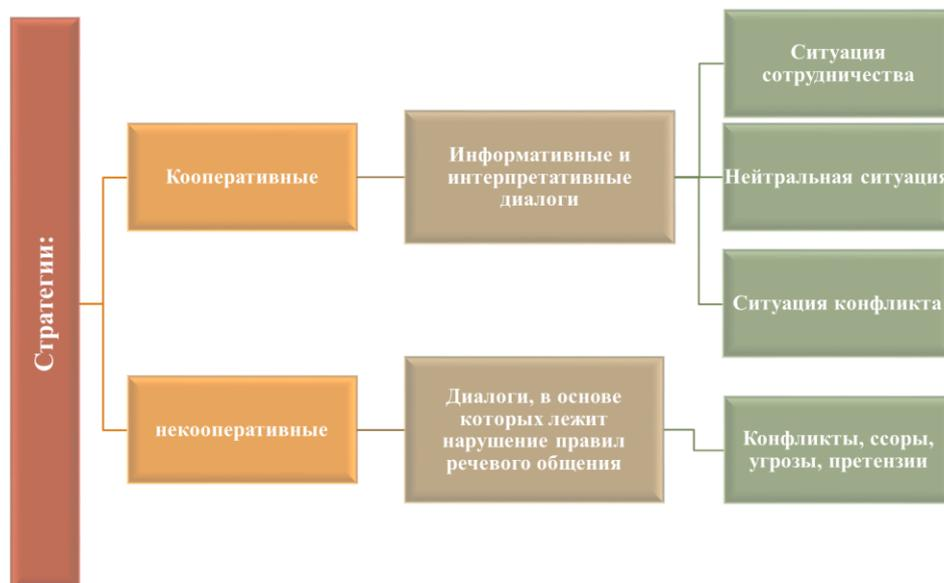 Стратегии:
Кооперативные
Информативные и
интерпретативные
диалоги
Ситуация
сотрудничества
Нейтральная ситуация
Ситуация конфликта
некооперативные
Диалоги, в основе
которых лежит
нарушение правил
речевого общения
Конфликты, ссоры,
угрозы, претензии